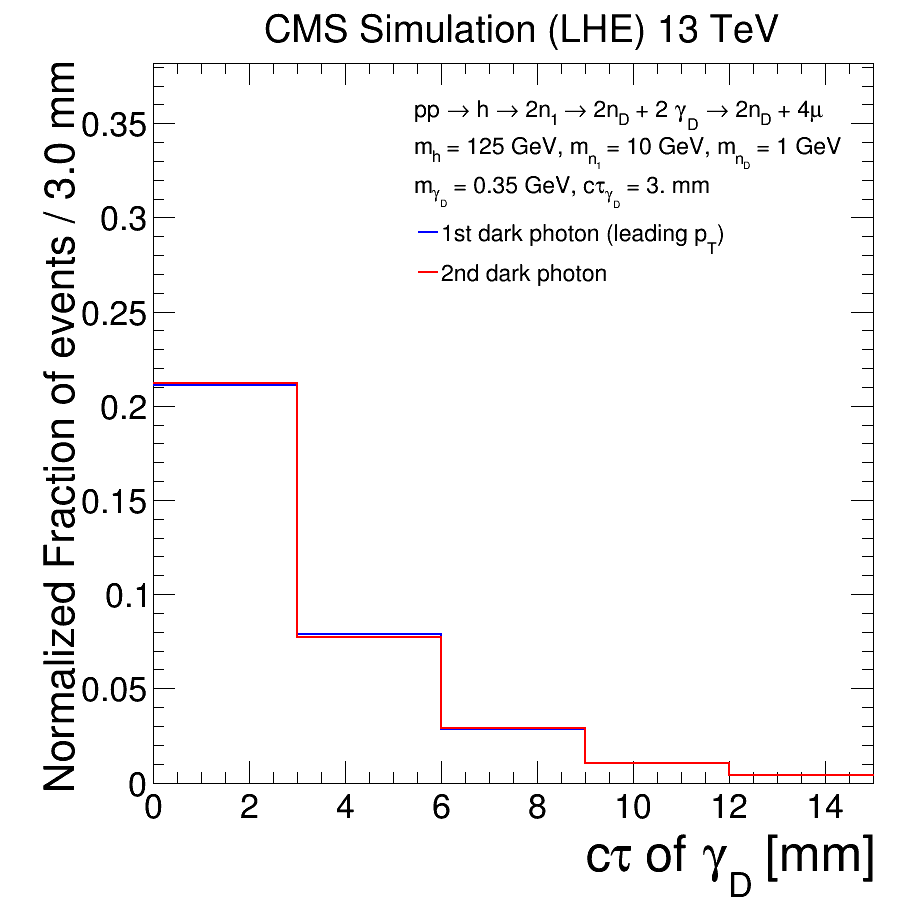 CMS Simulation (LHE) 13 TeV
Normalized Fraction of events / 3.0 mm
0.35
0.3
0.25
0.2
0.15
0.1
0.05
0
pp → h → 2n1 → 2nD + 2 γD → 2nD + 4μ
mh = 125 GeV, mn1 = 10 GeV, mnD = 1 GeV
mγD = 0.35 GeV, cτγD = 3. mm
1st dark photon (leading pT)
2nd dark photon
0 2 4 6 8 10 12 14
cτ of γD [mm]